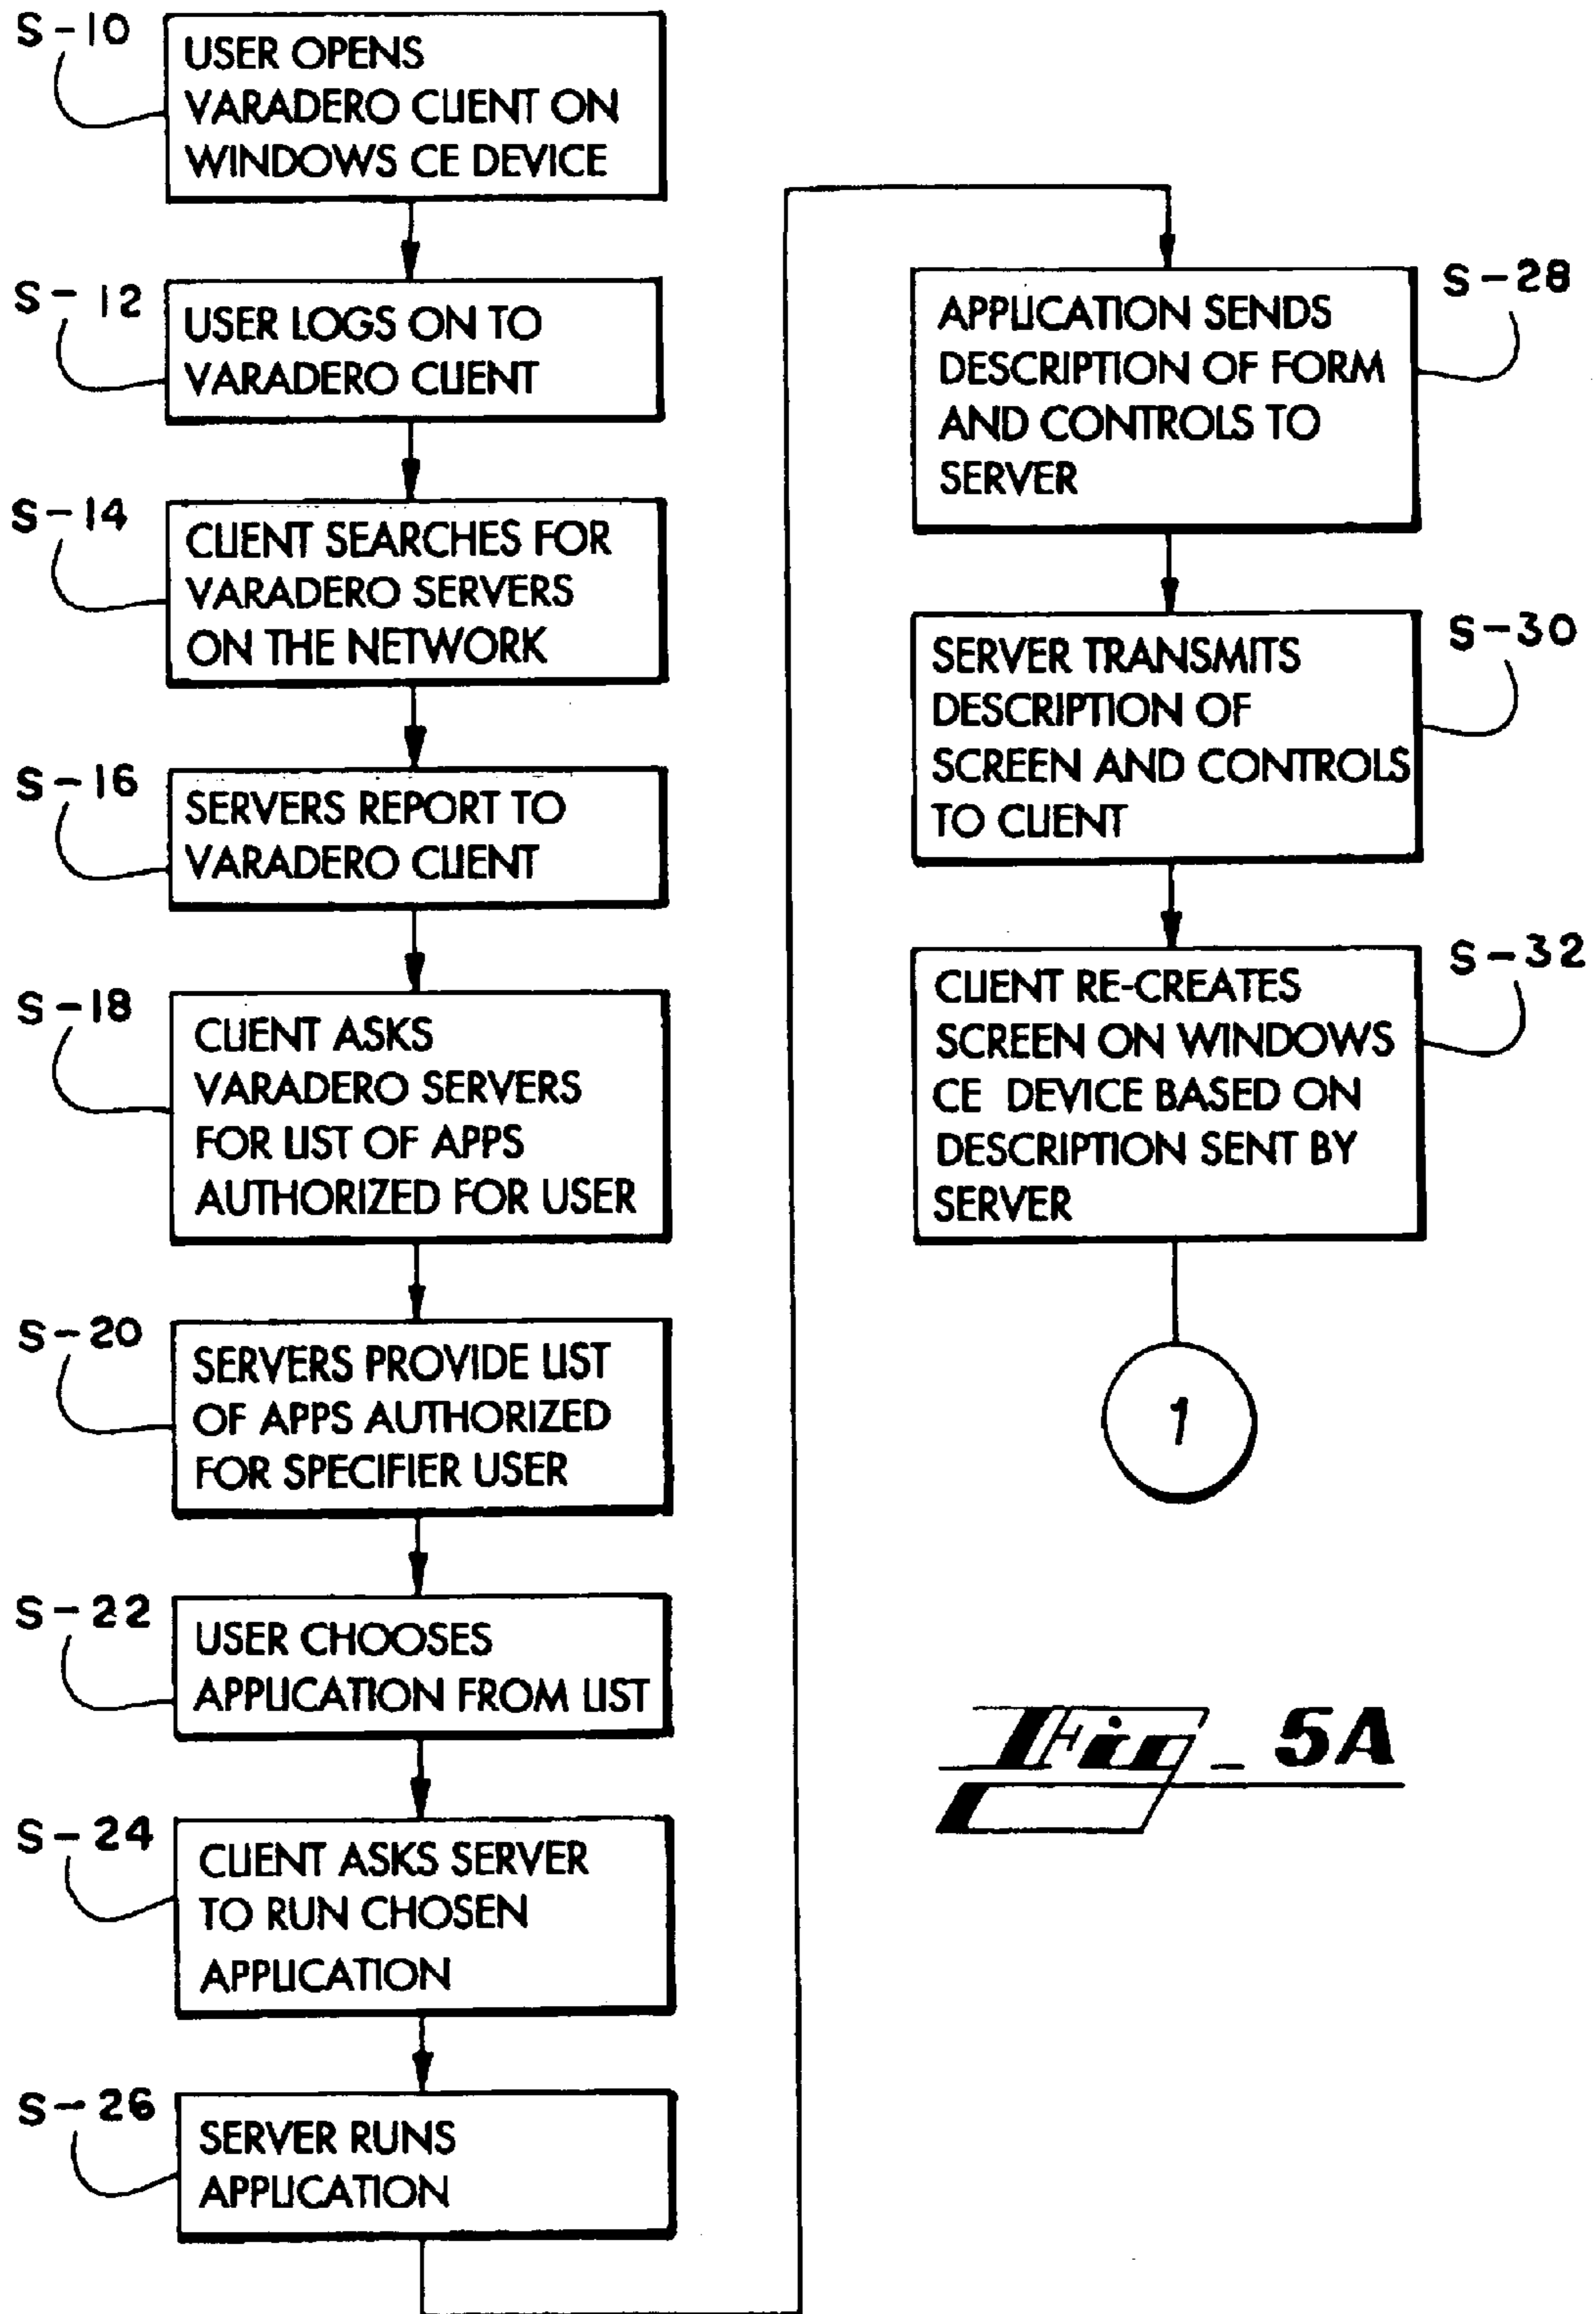 S-10
USER OPENS
VARADERO CLIENT ON
WINDOWS CE DEVICE
S-12
USER LOGS ON TO
VARADERO CLIENT
S-14
CLIENT SEARCHES FOR
VARADERO SERVERS
ON THE NETWORK
S-16
SERVERS REPORT TO
VARADERO CLIENT
S-18
CLIENT ASKS
VARADERO SERVERS
FOR LIST OF APPS
AUTHORIZED FOR USER
S-20
SERVERS PROVIDE LIST
OF APPS AUTHORIZED
FOR SPECIFIER USER
S-22
USER CHOOSES
APPLICATION FROM LIST
S-24
CLIENT ASKS SERVER
TO RUN CHOSEN
APPLICATION
S-26
SERVER RUNS
APPLICATION
S-28
APPLICATION SENDS
DESCRIPTION OF FORM
AND CONTROLS TO
SERVER
S-30
SERVER TRANSMITS
DESCRIPTION OF
SCREEN AND CONTROLS
TO CLIENT
S-32
CLIENT RE-CREATES
SCREEN ON WINDOWS
CE DEVICE BASED ON
DESCRIPTION SENT BY
SERVER
1
Fig_5A